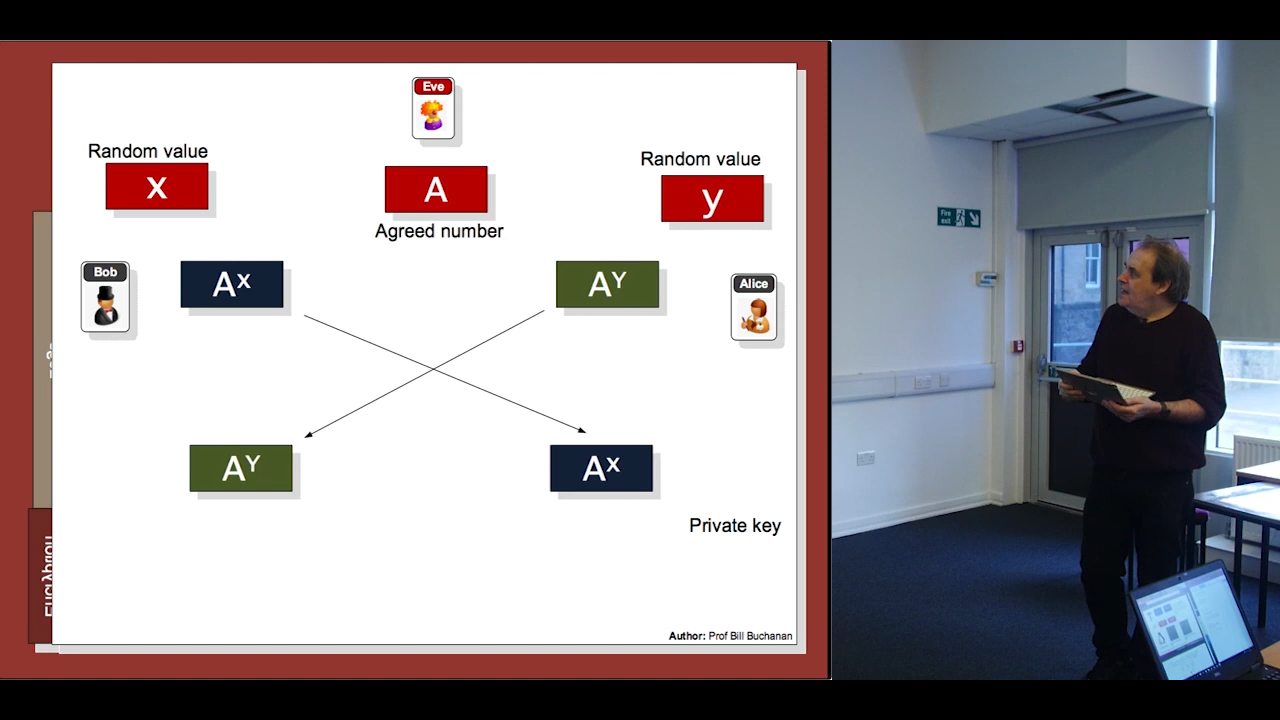 Eve
Random value
x
A
Agreed number
Random value
y
Bob
Aˣ
Aʸ
Alice
Aʸ
Aˣ
Private key
Author: Prof Bill Buchanan
Fire
exit